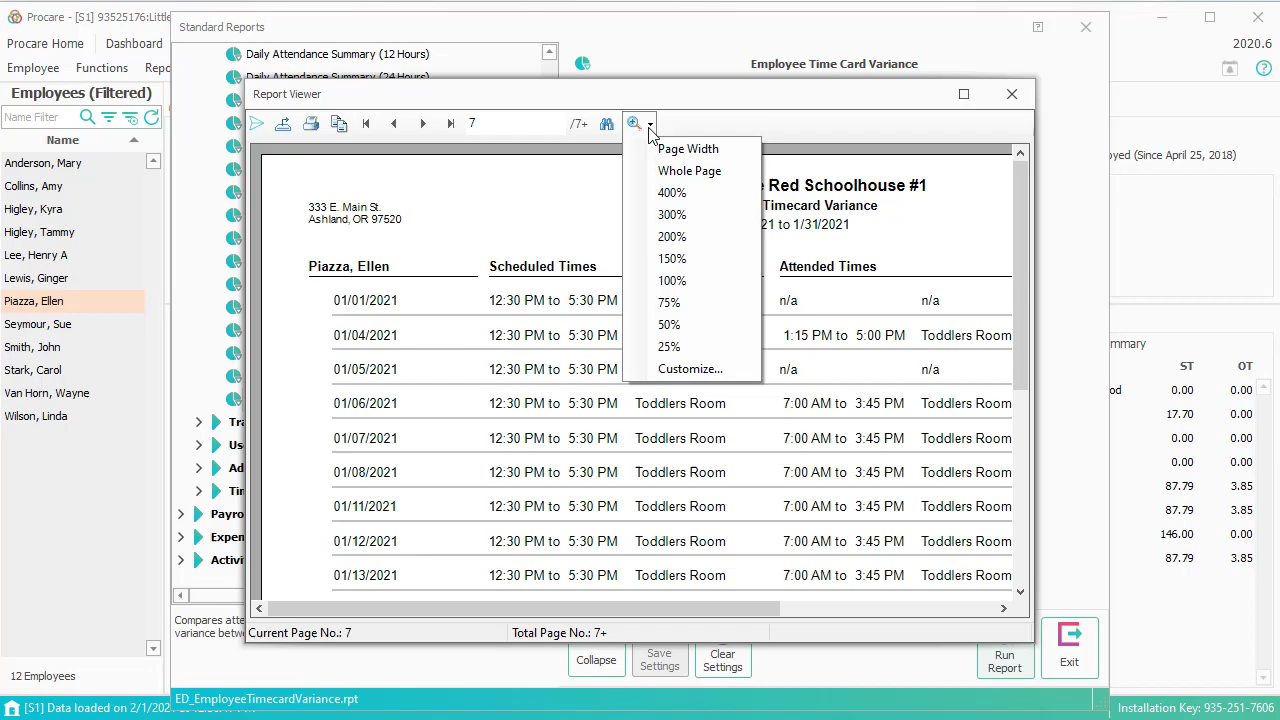 Procare - [S1] 93525176:Littl
Standard Reports
Procare Home
Dashboard
2020.6
Employee
Functions
Repo
Employees (Filtered)
Name Filter
Name
Anderson, Mary
Collins, Amy
Higley, Kyra
Higley, Tammy
Lee, Henry A
Lewis, Ginger
Piazza, Ellen
Seymour, Sue
Smith, John
Stark, Carol
Van Horn, Wayne
Wilson, Linda
12 Employees
Daily Attendance Summary (12 Hours)
Daily Attendance Summary (24 Hours)
Employee Time Card Variance
Report Viewer
7
/7+
Page Width
Whole Page
400%
300%
200%
150%
100%
75%
50%
25%
Customize...
333 E. Main St.
Ashland, OR 97520
e Red Schoolhouse #1
Timecard Variance
21 to 1/31/2021
Piazza, Ellen Scheduled Times Attended Times
01/01/2021 12:30 PM to 5:30 PM n/a n/a
01/04/2021 12:30 PM to 5:30 PM 1:15 PM to 5:00 PM Toddlers Room
01/05/2021 12:30 PM to 5:30 PM n/a n/a
01/06/2021 12:30 PM to 5:30 PM Toddlers Room 7:00 AM to 3:45 PM Toddlers Room
01/07/2021 12:30 PM to 5:30 PM Toddlers Room 7:00 AM to 3:45 PM Toddlers Room
01/08/2021 12:30 PM to 5:30 PM Toddlers Room 7:00 AM to 3:45 PM Toddlers Room
01/11/2021 12:30 PM to 5:30 PM Toddlers Room 7:00 AM to 3:45 PM Toddlers Room
01/12/2021 12:30 PM to 5:30 PM Toddlers Room 7:00 AM to 3:45 PM Toddlers Room
01/13/2021 12:30 PM to 5:30 PM Toddlers Room 7:00 AM to 3:45 PM Toddlers Room
Current Page No.: 7
Total Page No.: 7+
Tra
Us
Ad
Tim
Payro
Expen
Activi
Compares atte
variance betwe
Collapse
Save Settings
Clear Settings
Run Report
Exit
oyed (Since April 25, 2018)
mmary
ST OT
od 0.00 0.00
17.70 0.00
0.00 0.00
0.00 0.00
87.79 3.85
87.79 3.85
146.00 0.00
87.79 3.85
ED_EmployeeTimecardVariance.rpt
[S1] Data loaded on 2/1/
Installation Key: 935-251-7606